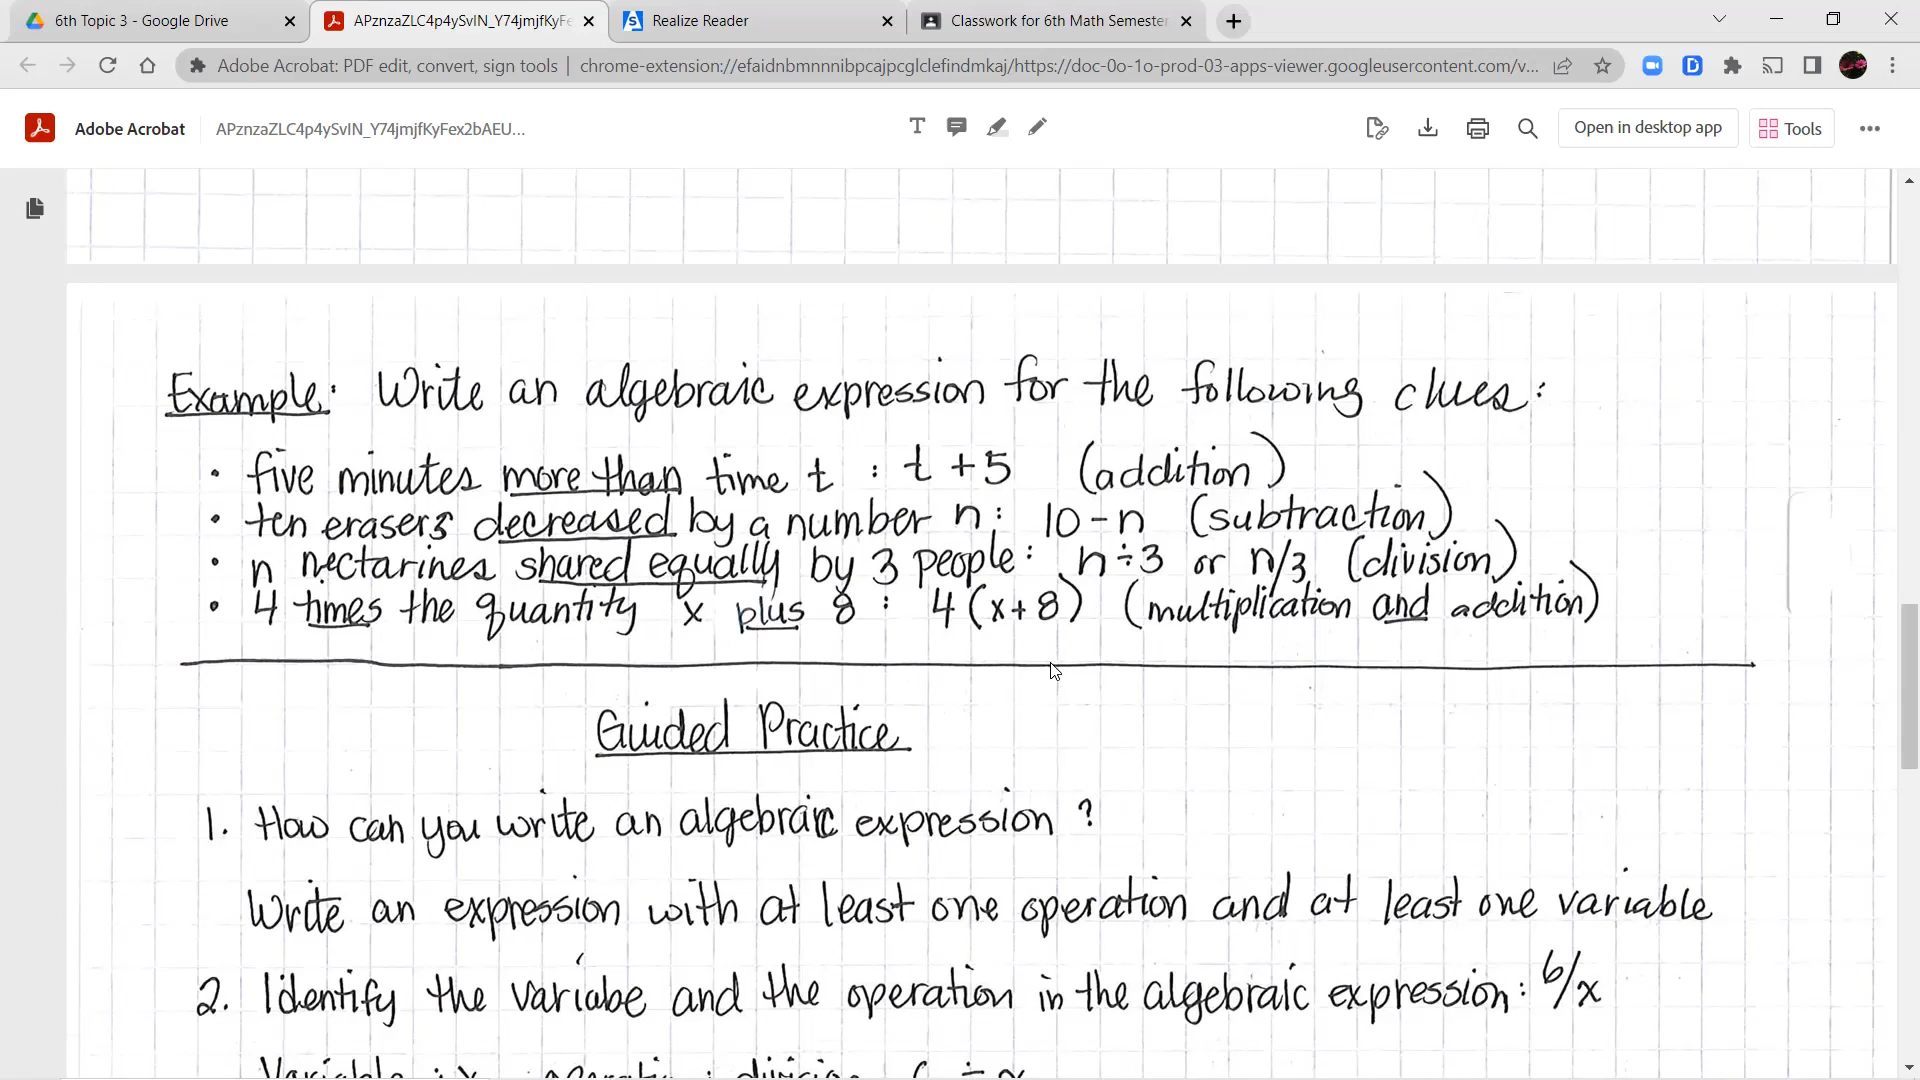 6th Topic 3 - Google Drive
APznzaZLC4p4ySvIN_Y74jmjfKyFe
Realize Reader
Classwork for 6th Math Semester
Adobe Acrobat: PDF edit, convert, sign tools | chrome-extension://efaidnbmnnnibpcajpcglclefindmkaj/https://doc-0o-1o-prod-03-apps-viewer.googleusercontent.com/v...
Adobe Acrobat
APznzaZLC4p4ySvIN_Y74jmjfKyFex2bAEU...
Open in desktop app
Tools
Example: Write an algebraic expression for the following clues:
• five minutes more than time t : t + 5 (addition)
• ten erasers decreased by a number n: 10 - n (subtraction)
• n nectarines shared equally by 3 people: n ÷ 3 or n/3 (division)
• 4 times the quantity x plus 8 : 4(x+8) (multiplication and addition)
Guided Practice
1. How can you write an algebraic expression ?
Write an expression with at least one operation and at least one variable
2. Identify the variabe and the operation in the algebraic expression: 6/x